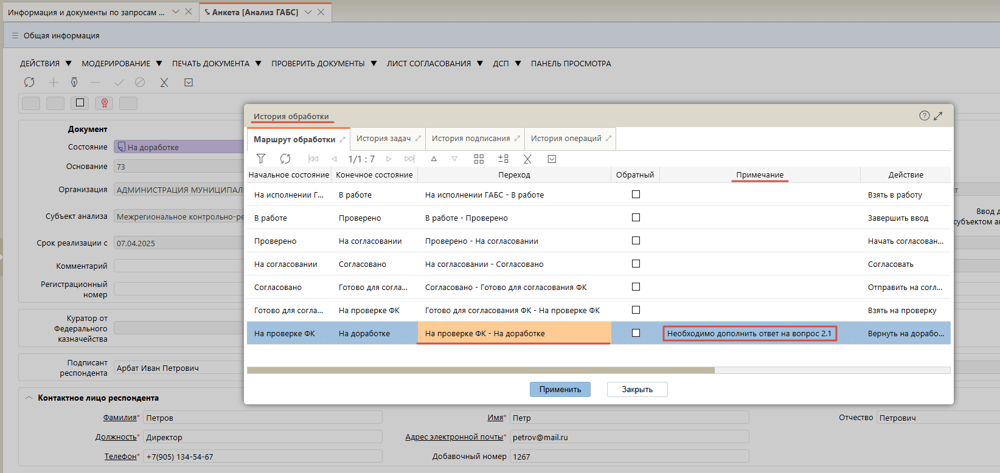 Информация и документы по запросам ...
Анкета [Анализ ГАБС]
Общая информация
ДЕЙСТВИЯ ▼ МОДЕРИРОВАНИЕ ▼ ПЕЧАТЬ ДОКУМЕНТА ▼ ПРОВЕРИТЬ ДОКУМЕНТЫ ▼ ЛИСТ СОГЛАСОВАНИЯ ▼ ДСП ▼ ПАНЕЛЬ ПРОСМОТРА
Документ
Состояние На доработке
Основание 73
Организация АДМИНИСТРАЦИЯ МУНИЦИПАЛ
Субъект анализа Межрегиональное контрольно-ре
Срок реализации с 07.04.2025
Комментарий
Регистрационный
номер
Куратор от
Федерального
казначейства
Подписант
респондента Арбат Иван Петрович
История обработки
Маршрут обработки История задач История подписания История операций
1/1 : 7
Начальное состояние Конечное состояние Переход Обратный Примечание Действие
На исполнении Г... В работе На исполнении ГАБС - В работе Взять в работу
В работе Проверено В работе - Проверено Завершить ввод
Проверено На согласовании Проверено - На согласовании Начать согласован...
На согласовании Согласовано На согласовании - Согласовано Согласовать
Согласовано Готово для согла... Согласовано - Готово для согласования ФК Отправить на согл...
Готово для согла... На проверке ФК Готово для согласования ФК - На проверке ФК Взять на проверку
На проверке ФК На доработке На проверке ФК - На доработке Необходимо дополнить ответ на вопрос 2.1 Вернуть на дорабо...
Применить Закрыть
т
Ввод д
субъектом ан
Контактное лицо респондента
Фамилия* Петров Имя* Петр Отчество Петрович
Должность* Директор Адрес электронной почты* petrov@mail.ru
Телефон* +7(905) 134-54-67 Добавочный номер 1267